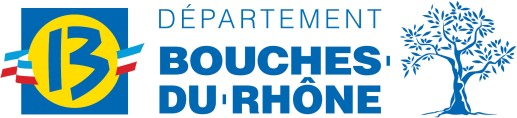 13
DÉPARTEMENT
BOUCHES-
DU-RHÔNE